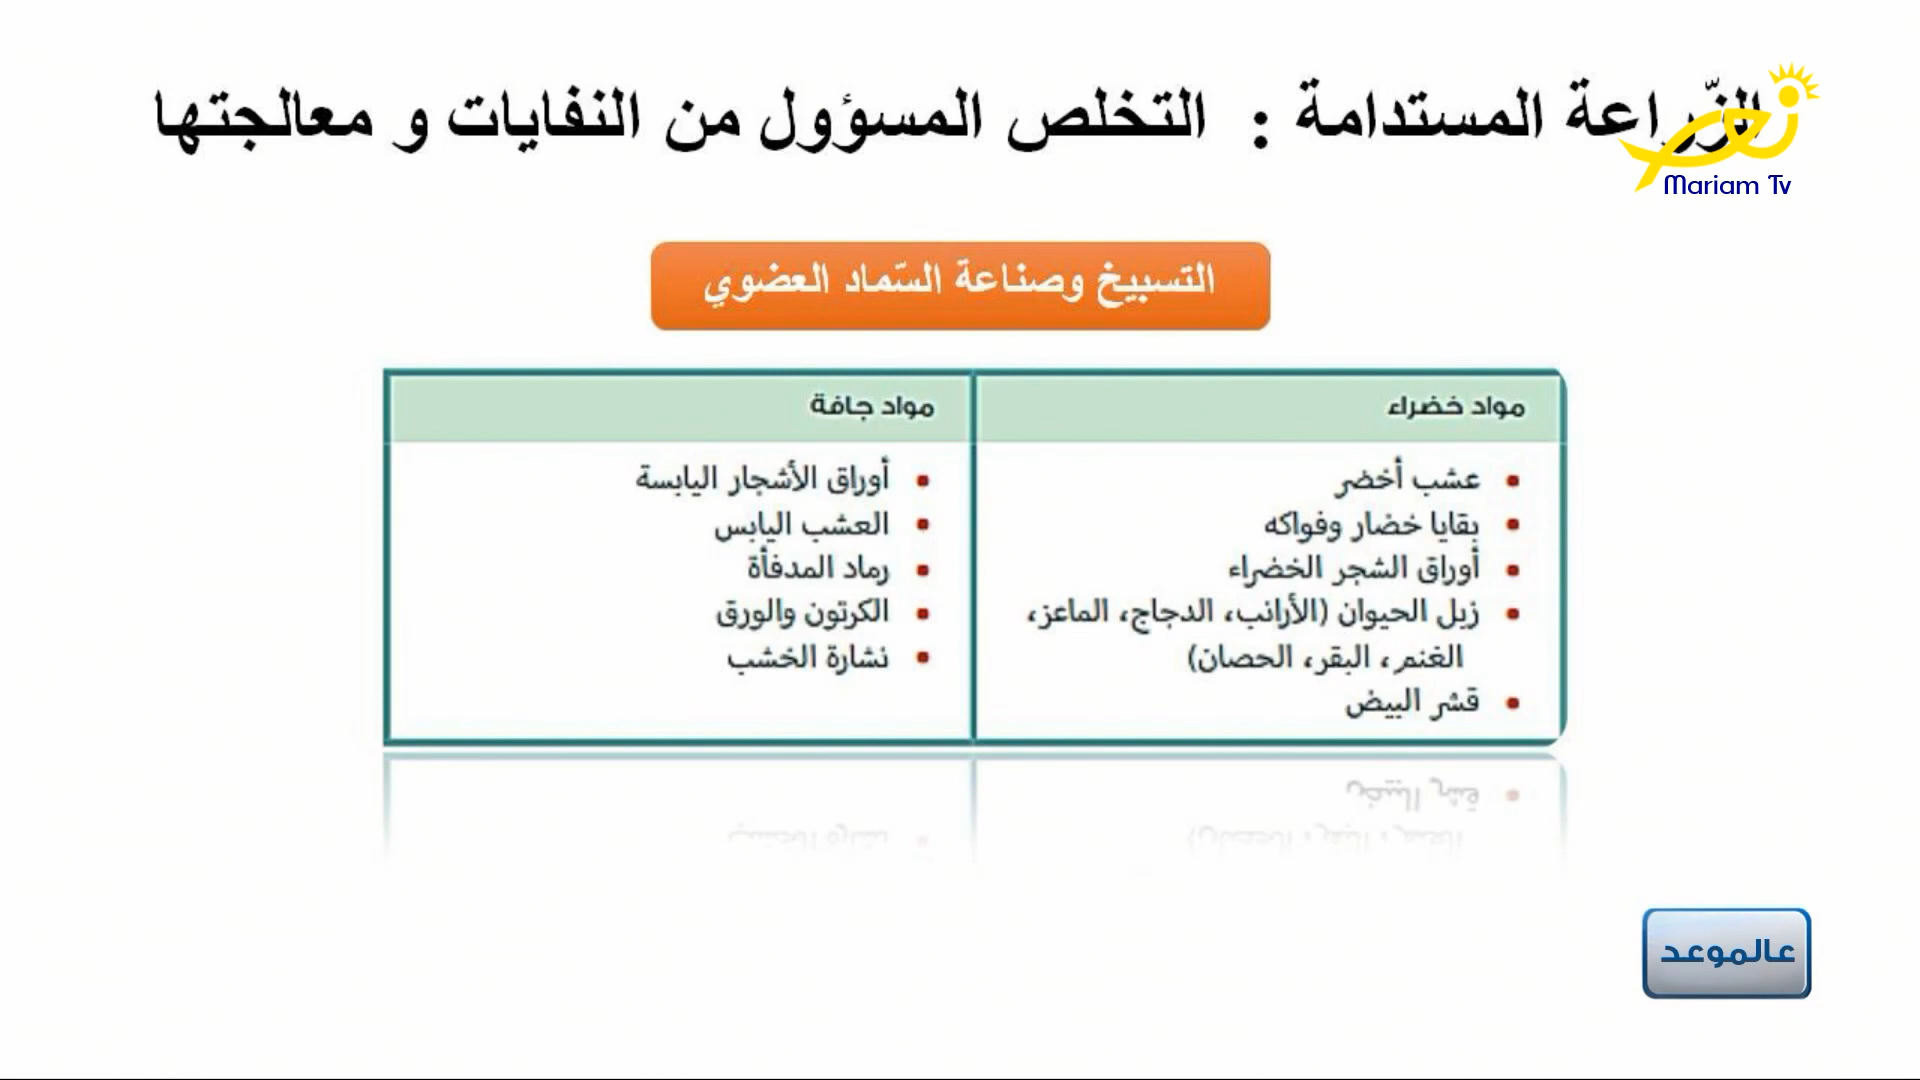 الزّراعة المستدامة : التخلص المسؤول من النفايات و معالجتها
Mariam Tv
التسبيخ وصناعة السّماد العضوي
مواد خضراء
• عشب أخضر
• بقايا خضار وفواكه
• أوراق الشجر الخضراء
• زبل الحيوان (الأرانب، الدجاج، الماعز،
الغنم، البقر، الحصان)
• قشر البيض
مواد جافة
• أوراق الأشجار اليابسة
• العشب اليابس
• رماد المدفأة
• الكرتون والورق
• نشارة الخشب
عالموعد